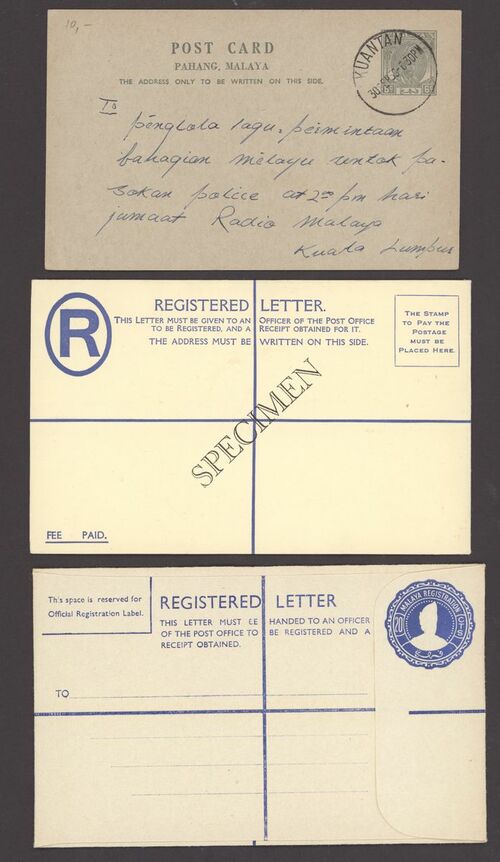 10,-
POST CARD
PAHANG, MALAYA
THE ADDRESS ONLY TO BE WRITTEN ON THIS SIDE.
KUANTAN
To
penglola lagu. permintaan
bahagian melayu untok pa-
sokan police at 2 pm hari
jumaat Radio Malaya
Kuala Lumpur
R
REGISTERED LETTER.
THIS LETTER MUST BE GIVEN TO AN OFFICER OF THE POST OFFICE
TO BE REGISTERED, AND A RECEIPT OBTAINED FOR IT.
THE ADDRESS MUST BE WRITTEN ON THIS SIDE.
THE STAMP
TO PAY THE
POSTAGE
MUST BE
PLACED HERE.
SPECIMEN
FEE PAID.
This space is reserved for
Official Registration Label.
REGISTERED LETTER
THIS LETTER MUST BE HANDED TO AN OFFICER
OF THE POST OFFICE TO BE REGISTERED AND A
RECEIPT OBTAINED.
MALAYA REGISTRATION
20 CTS
TO